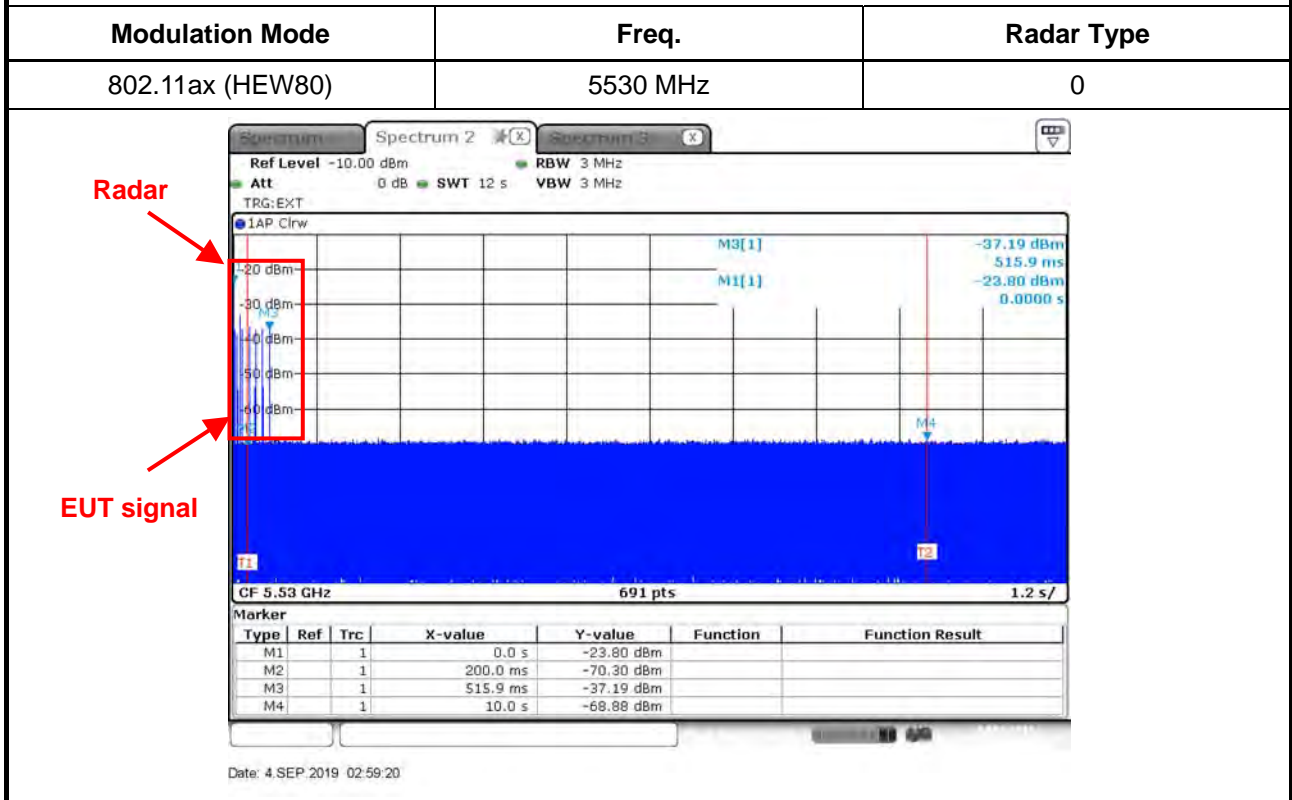 Modulation Mode Freq. Radar Type
802.11ax (HEW80) 5530 MHz 0
Spectrum Spectrum 2 X Spectrum 3 X
Ref Level -10.00 dBm RBW 3 MHz
Att 0 dB SWT 12 s VBW 3 MHz
TRG:EXT
1AP Clrw
Radar
M3[1] -37.19 dBm
515.9 ms
-20 dBm
M1[1] -23.80 dBm
0.0000 s
-30 dBm
M3
-40 dBm
-50 dBm
-60 dBm
M4
EUT signal
T1 T2
CF 5.53 GHz 691 pts 1.2 s/
Marker
Type Ref Trc X-value Y-value Function Function Result
M1 1 0.0 s -23.80 dBm
M2 1 200.0 ms -70.30 dBm
M3 1 515.9 ms -37.19 dBm
M4 1 10.0 s -68.88 dBm
Date: 4.SEP.2019 02:59:20